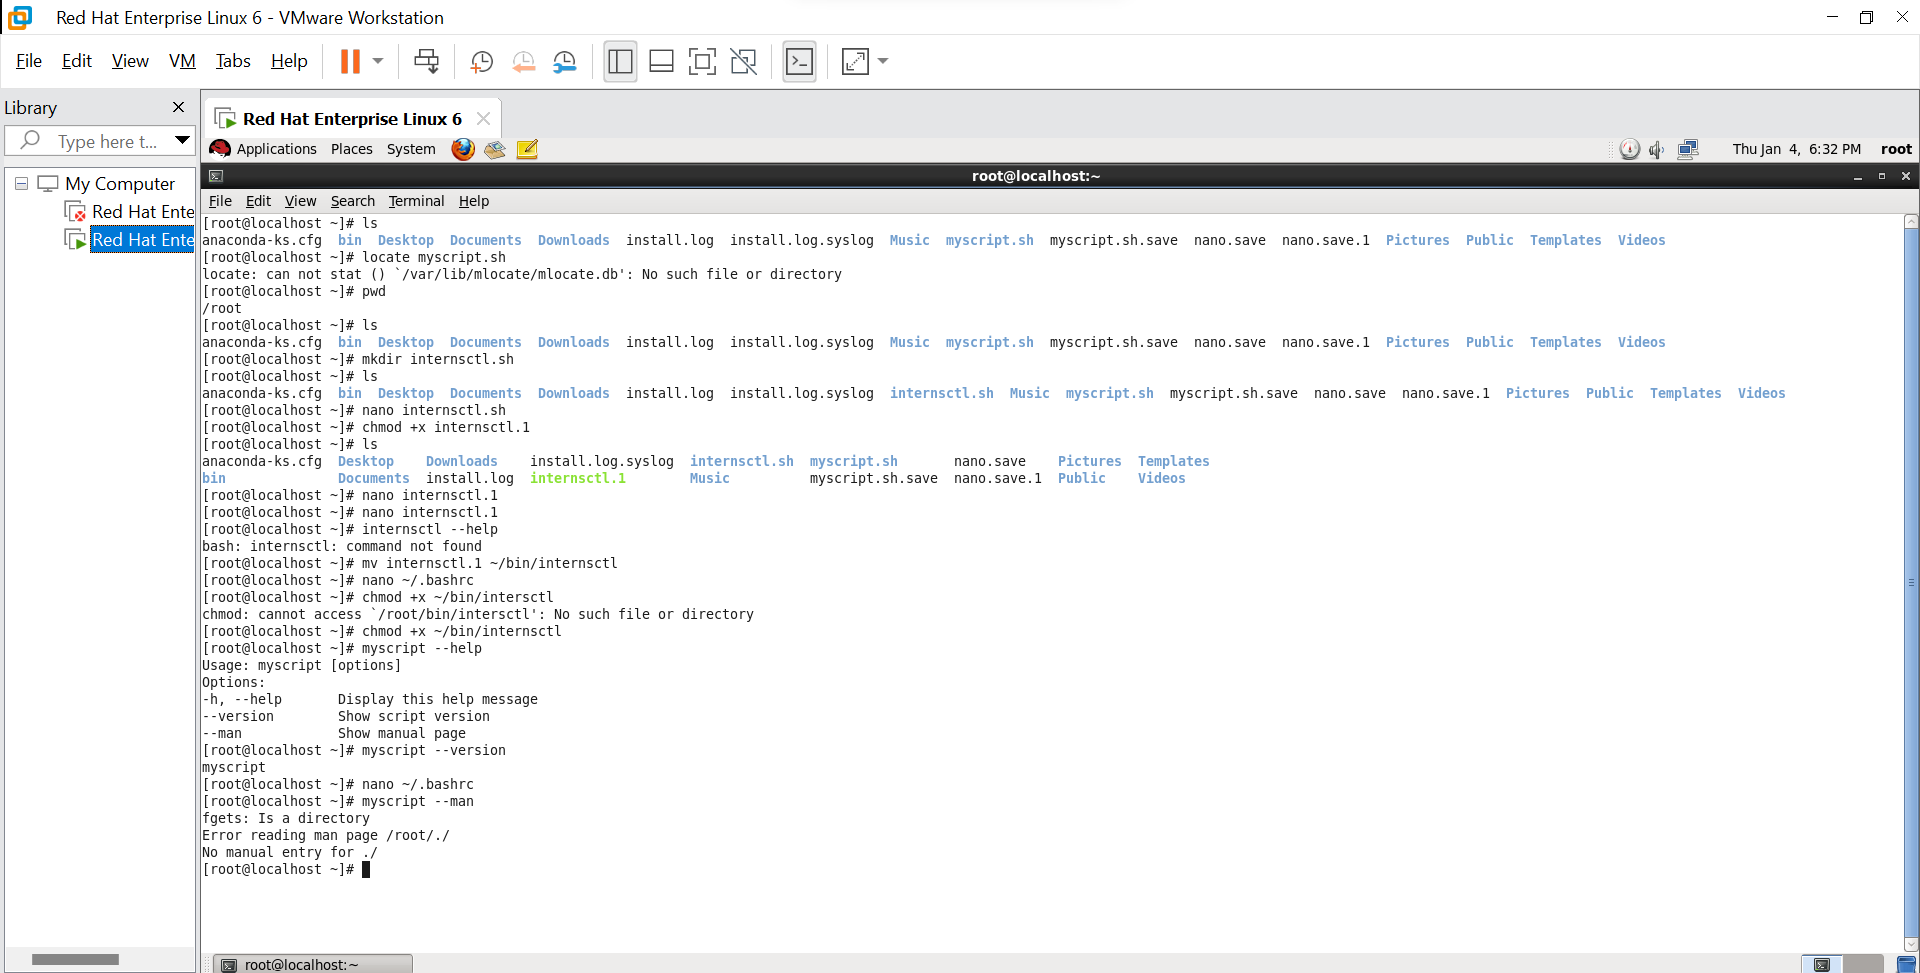 Red Hat Enterprise Linux 6 - VMware Workstation
File Edit View VM Tabs Help
Library
Type here t...
My Computer
Red Hat Ente
Red Hat Ente
Red Hat Enterprise Linux 6
Applications Places System Thu Jan 4, 6:32 PM root
root@localhost:~
File Edit View Search Terminal Help
[root@localhost ~]# ls
anaconda-ks.cfg bin Desktop Documents Downloads install.log install.log.syslog Music myscript.sh myscript.sh.save nano.save nano.save.1 Pictures Public Templates Videos
[root@localhost ~]# locate myscript.sh
locate: can not stat () `/var/lib/mlocate/mlocate.db': No such file or directory
[root@localhost ~]# pwd
/root
[root@localhost ~]# ls
anaconda-ks.cfg bin Desktop Documents Downloads install.log install.log.syslog Music myscript.sh myscript.sh.save nano.save nano.save.1 Pictures Public Templates Videos
[root@localhost ~]# mkdir internsctl.sh
[root@localhost ~]# ls
anaconda-ks.cfg bin Desktop Documents Downloads install.log install.log.syslog internsctl.sh Music myscript.sh myscript.sh.save nano.save nano.save.1 Pictures Public Templates Videos
[root@localhost ~]# nano internsctl.sh
[root@localhost ~]# chmod +x internsctl.1
[root@localhost ~]# ls
anaconda-ks.cfg Desktop Downloads install.log.syslog internsctl.sh myscript.sh nano.save Pictures Templates
bin Documents install.log internsctl.1 Music myscript.sh.save nano.save.1 Public Videos
[root@localhost ~]# nano internsctl.1
[root@localhost ~]# nano internsctl.1
[root@localhost ~]# internsctl --help
bash: internsctl: command not found
[root@localhost ~]# mv internsctl.1 ~/bin/internsctl
[root@localhost ~]# nano ~/.bashrc
[root@localhost ~]# chmod +x ~/bin/intersctl
chmod: cannot access `/root/bin/intersctl': No such file or directory
[root@localhost ~]# chmod +x ~/bin/internsctl
[root@localhost ~]# myscript --help
Usage: myscript [options]
Options:
-h, --help Display this help message
--version Show script version
--man Show manual page
[root@localhost ~]# myscript --version
myscript
[root@localhost ~]# nano ~/.bashrc
[root@localhost ~]# myscript --man
fgets: Is a directory
Error reading man page /root/./
No manual entry for ./
[root@localhost ~]#
root@localhost:~